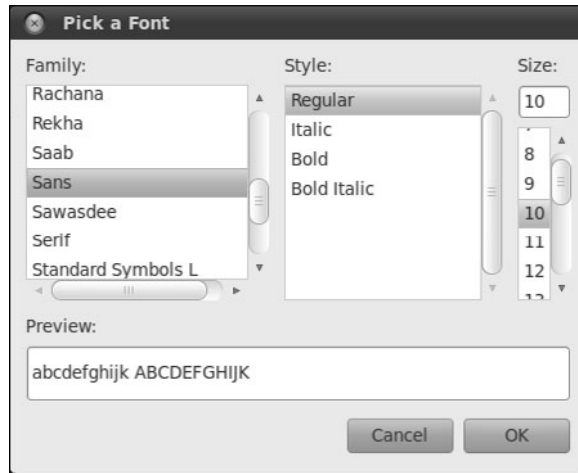 Pick a Font
Family:
Rachana
Rekha
Saab
Sans
Sawasdee
Serif
Standard Symbols L
Style:
Regular
Italic
Bold
Bold Italic
Size:
10
8
9
10
11
12
Preview:
abcdefghijk ABCDEFGHIJK
Cancel
OK